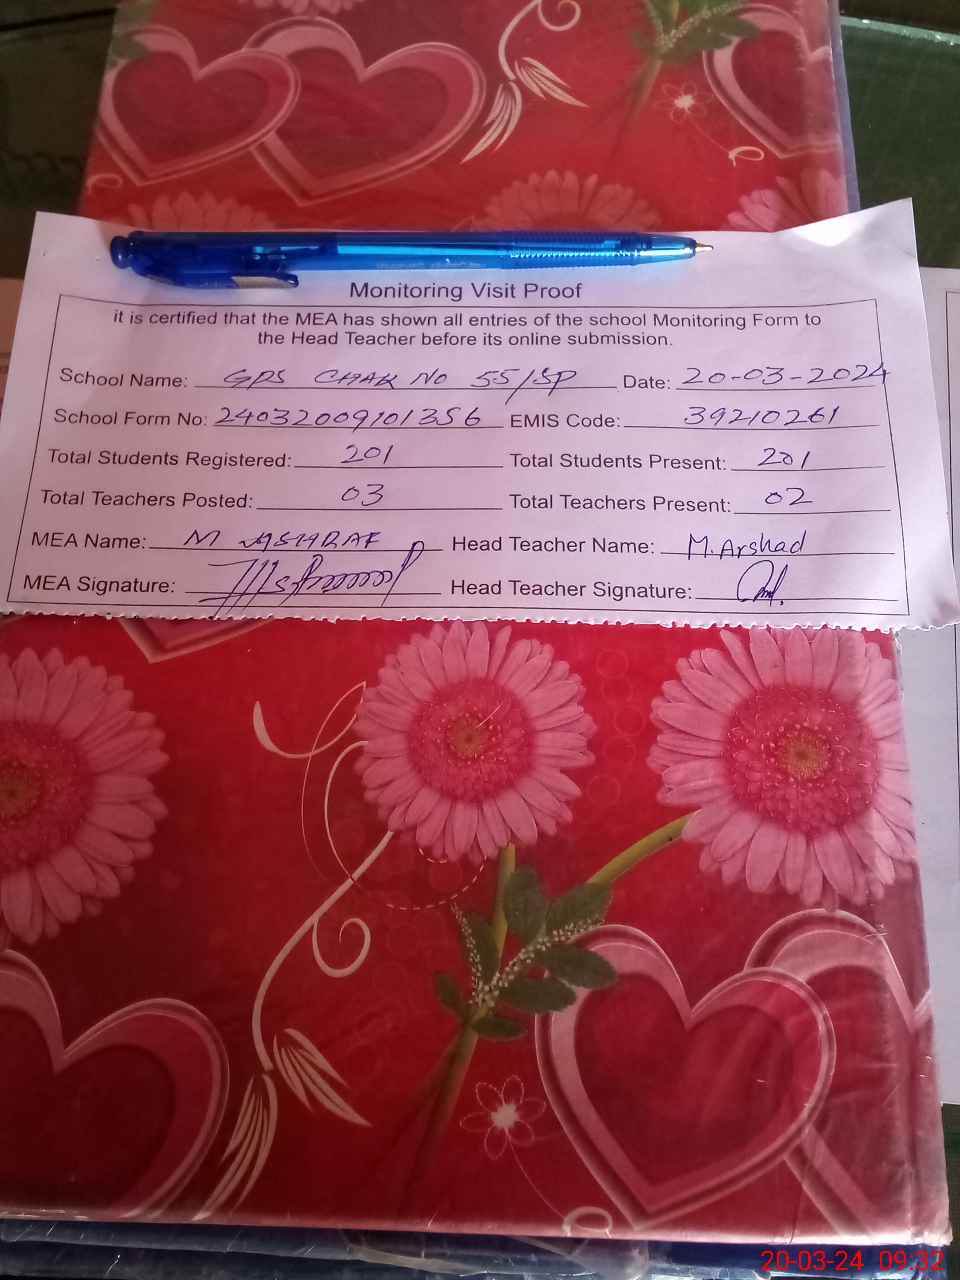 Monitoring Visit Proof
it is certified that the MEA has shown all entries of the school Monitoring Form to
the Head Teacher before its online submission.
School Name: GPS CHAK No 55/SP Date: 20-03-2024
School Form No: 24032009101356 EMIS Code: 39210261
Total Students Registered: 201 Total Students Present: 201
Total Teachers Posted: 03 Total Teachers Present: 02
MEA Name: M ASHRAF Head Teacher Name: M. Arshad
MEA Signature: Head Teacher Signature:
20-03-24 09:32